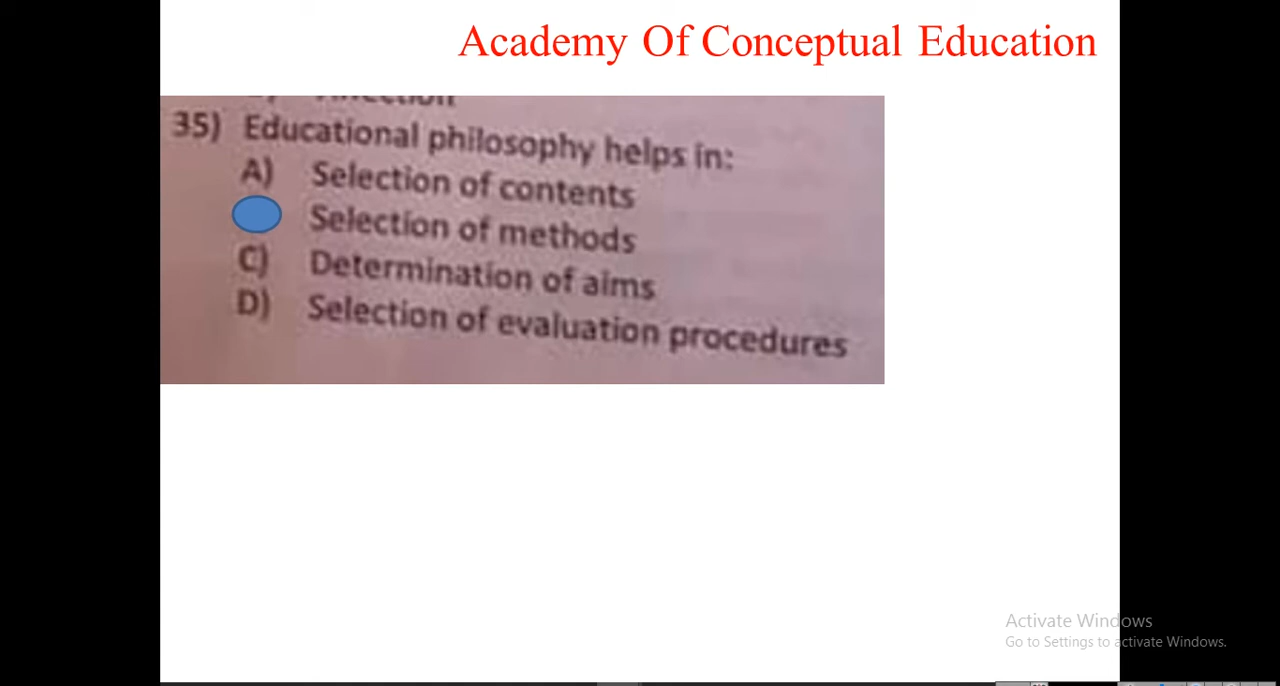 Academy Of Conceptual Education
35) Educational philosophy helps in:
A) Selection of contents
Selection of methods
C) Determination of aims
D) Selection of evaluation procedures
Activate Windows
Go to Settings to activate Windows.